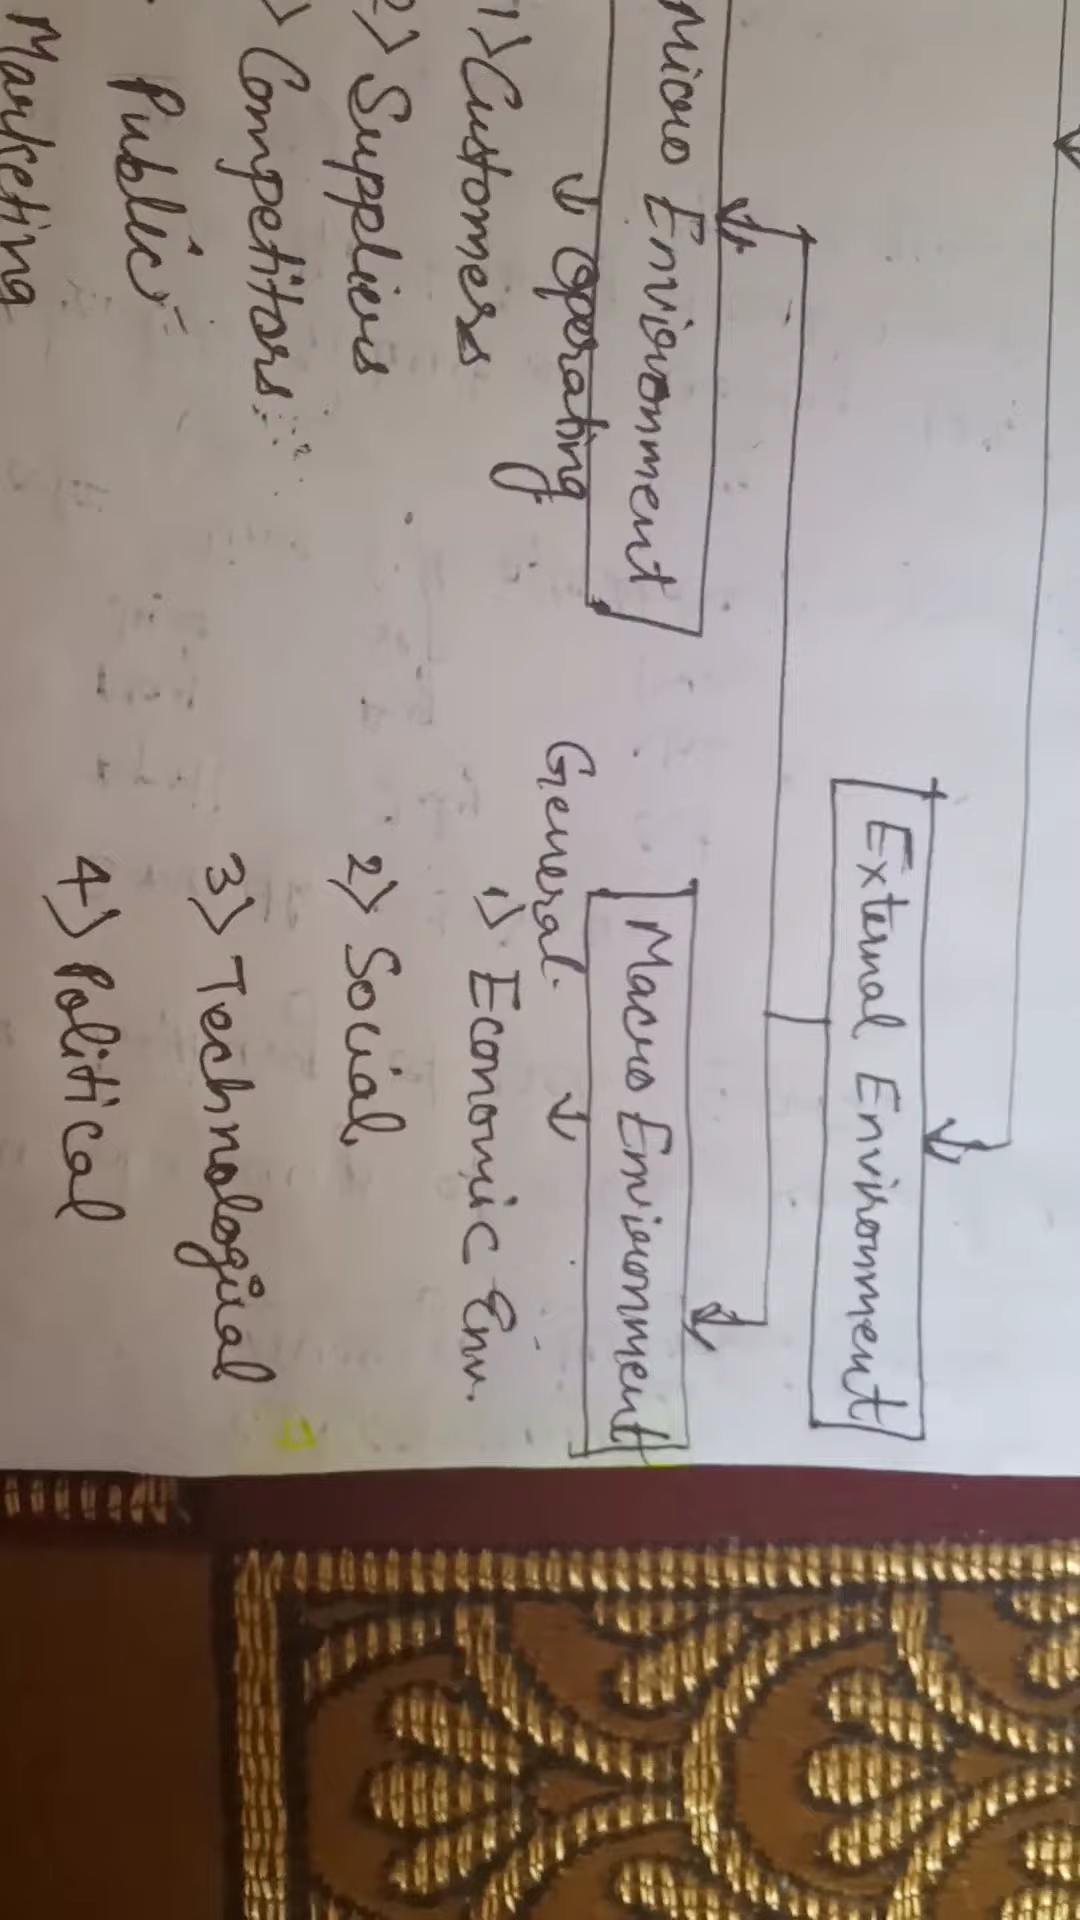 External Environment
Micro Environment
Macro Environment
↓ Operating
General. ↓
1> Customers
2> Suppliers
> Competitors
Public
Marketing
1> Economic Env.
2> Social
3> Technological
4> Political